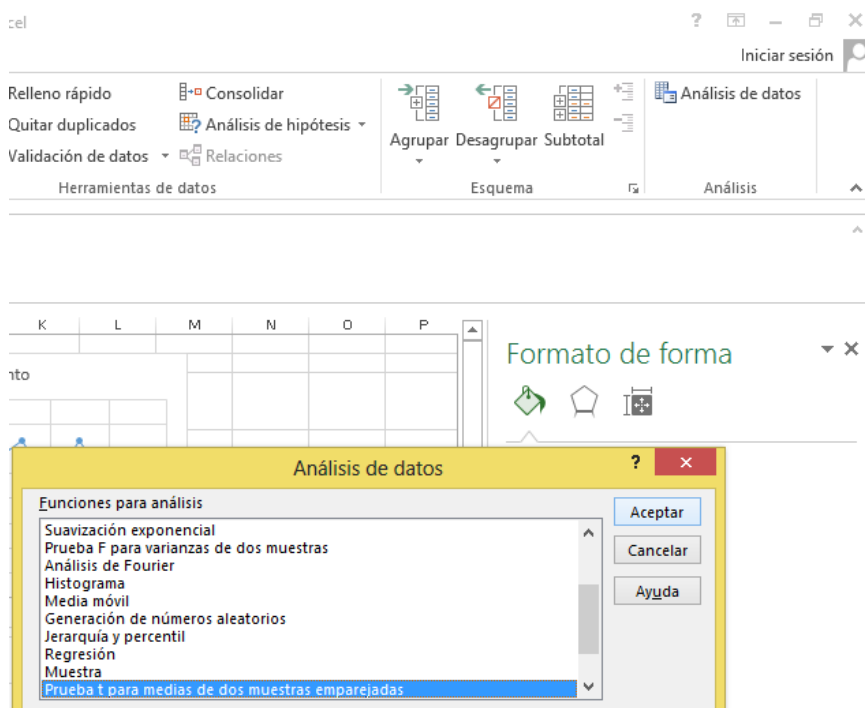 cel
?
Iniciar sesión
Relleno rápido
Consolidar
Análisis de datos
Quitar duplicados
Análisis de hipótesis
Agrupar Desagrupar Subtotal
Validación de datos
Relaciones
Herramientas de datos
Esquema
Análisis
K L M N O P
nto
Formato de forma
Análisis de datos
?
Funciones para análisis
Suavización exponencial
Prueba F para varianzas de dos muestras
Análisis de Fourier
Histograma
Media móvil
Generación de números aleatorios
Jerarquía y percentil
Regresión
Muestra
Prueba t para medias de dos muestras emparejadas
Aceptar
Cancelar
Ayuda